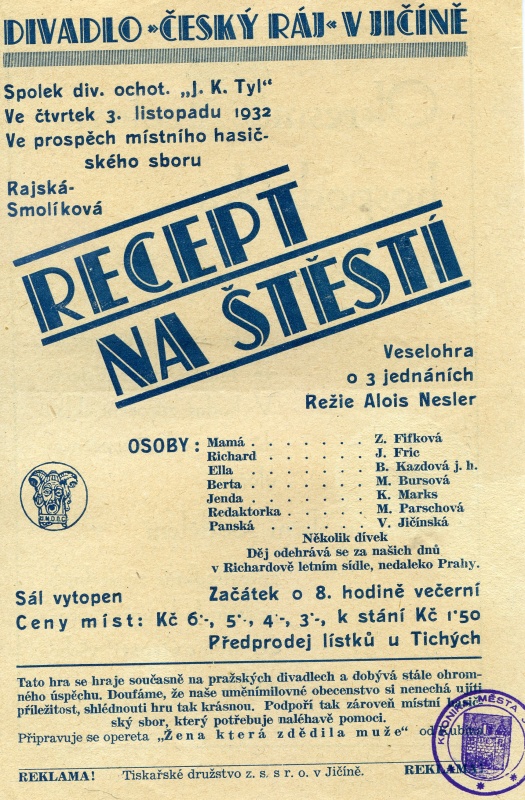 DIVADLO »ČESKÝ RÁJ« V JIČÍNĚ
Spolek div. ochot. „J. K. Tyl"
Ve čtvrtek 3. listopadu 1932
Ve prospěch místního hasič-
ského sboru
Rajská-
Smolíková
RECEPT
NA ŠTĚSTÍ
Veselohra
o 3 jednáních
Režie Alois Nesler
OSOBY:
Mamá . . . . . . . Z. Fifková
Richard . . . . . . J. Fric
Ella . . . . . . . B. Kazdová j. h.
Berta . . . . . . . M. Bursová
Jenda . . . . . . . K. Marks
Redaktorka . . . . . M. Parschová
Panská . . . . . . V. Jičínská
Několik dívek
Děj odehrává se za našich dnů
v Richardově letním sídle, nedaleko Prahy.
Sál vytopen Začátek o 8. hodině večerní
Ceny míst: Kč 6·-, 5·-, 4·-, 3·-, k stání Kč 1·50
Předprodej lístků u Tichých
Tato hra se hraje současně na pražských divadlech a dobývá stále ohrom-
ného úspěchu. Doufáme, že naše uměnímilovné obecenstvo si nenechá ujíti
příležitost, shlédnouti hru tak krásnou. Podpoří tak zároveň místní
ský sbor, který potřebuje naléhavě pomoci.
Připravuje se opereta „Žena která zdědila muže" od
REKLAMA! Tiskařské družstvo z. s s r. o. v Jičíně. REKLAMA!
KRONIKA MĚSTA